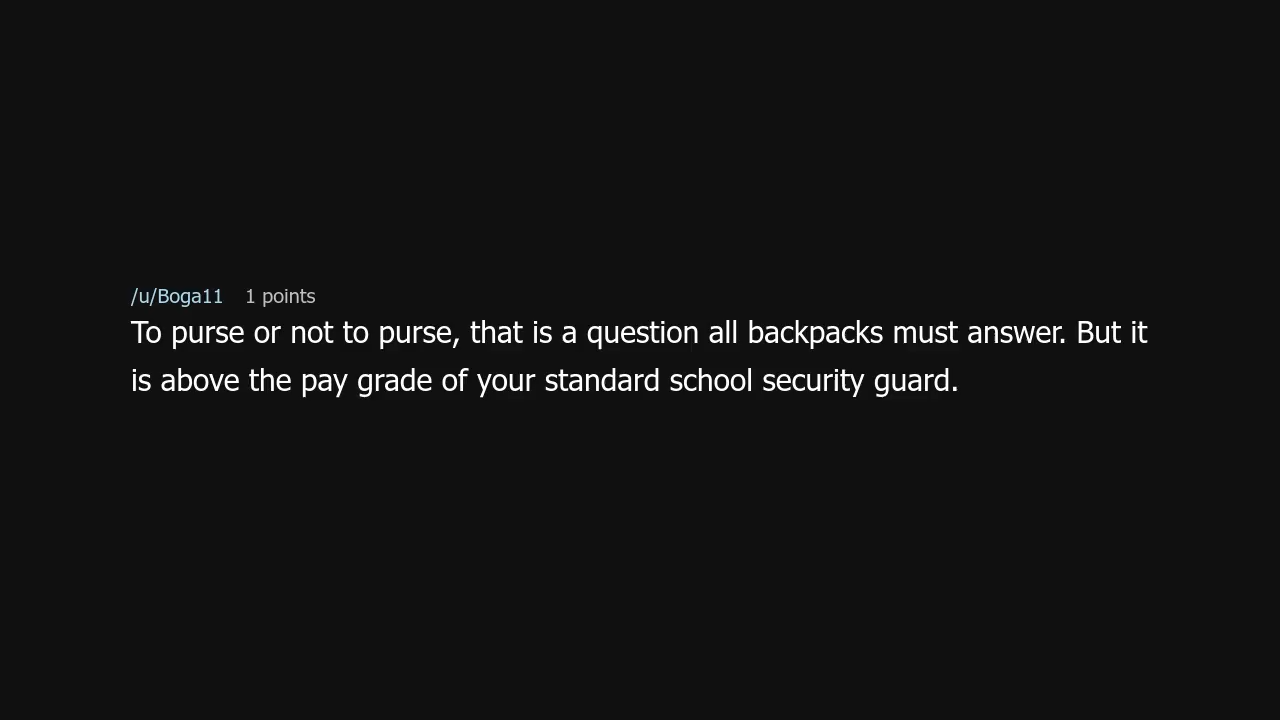 /u/Boga11 1 points
To purse or not to purse, that is a question all backpacks must answer. But it
is above the pay grade of your standard school security guard.